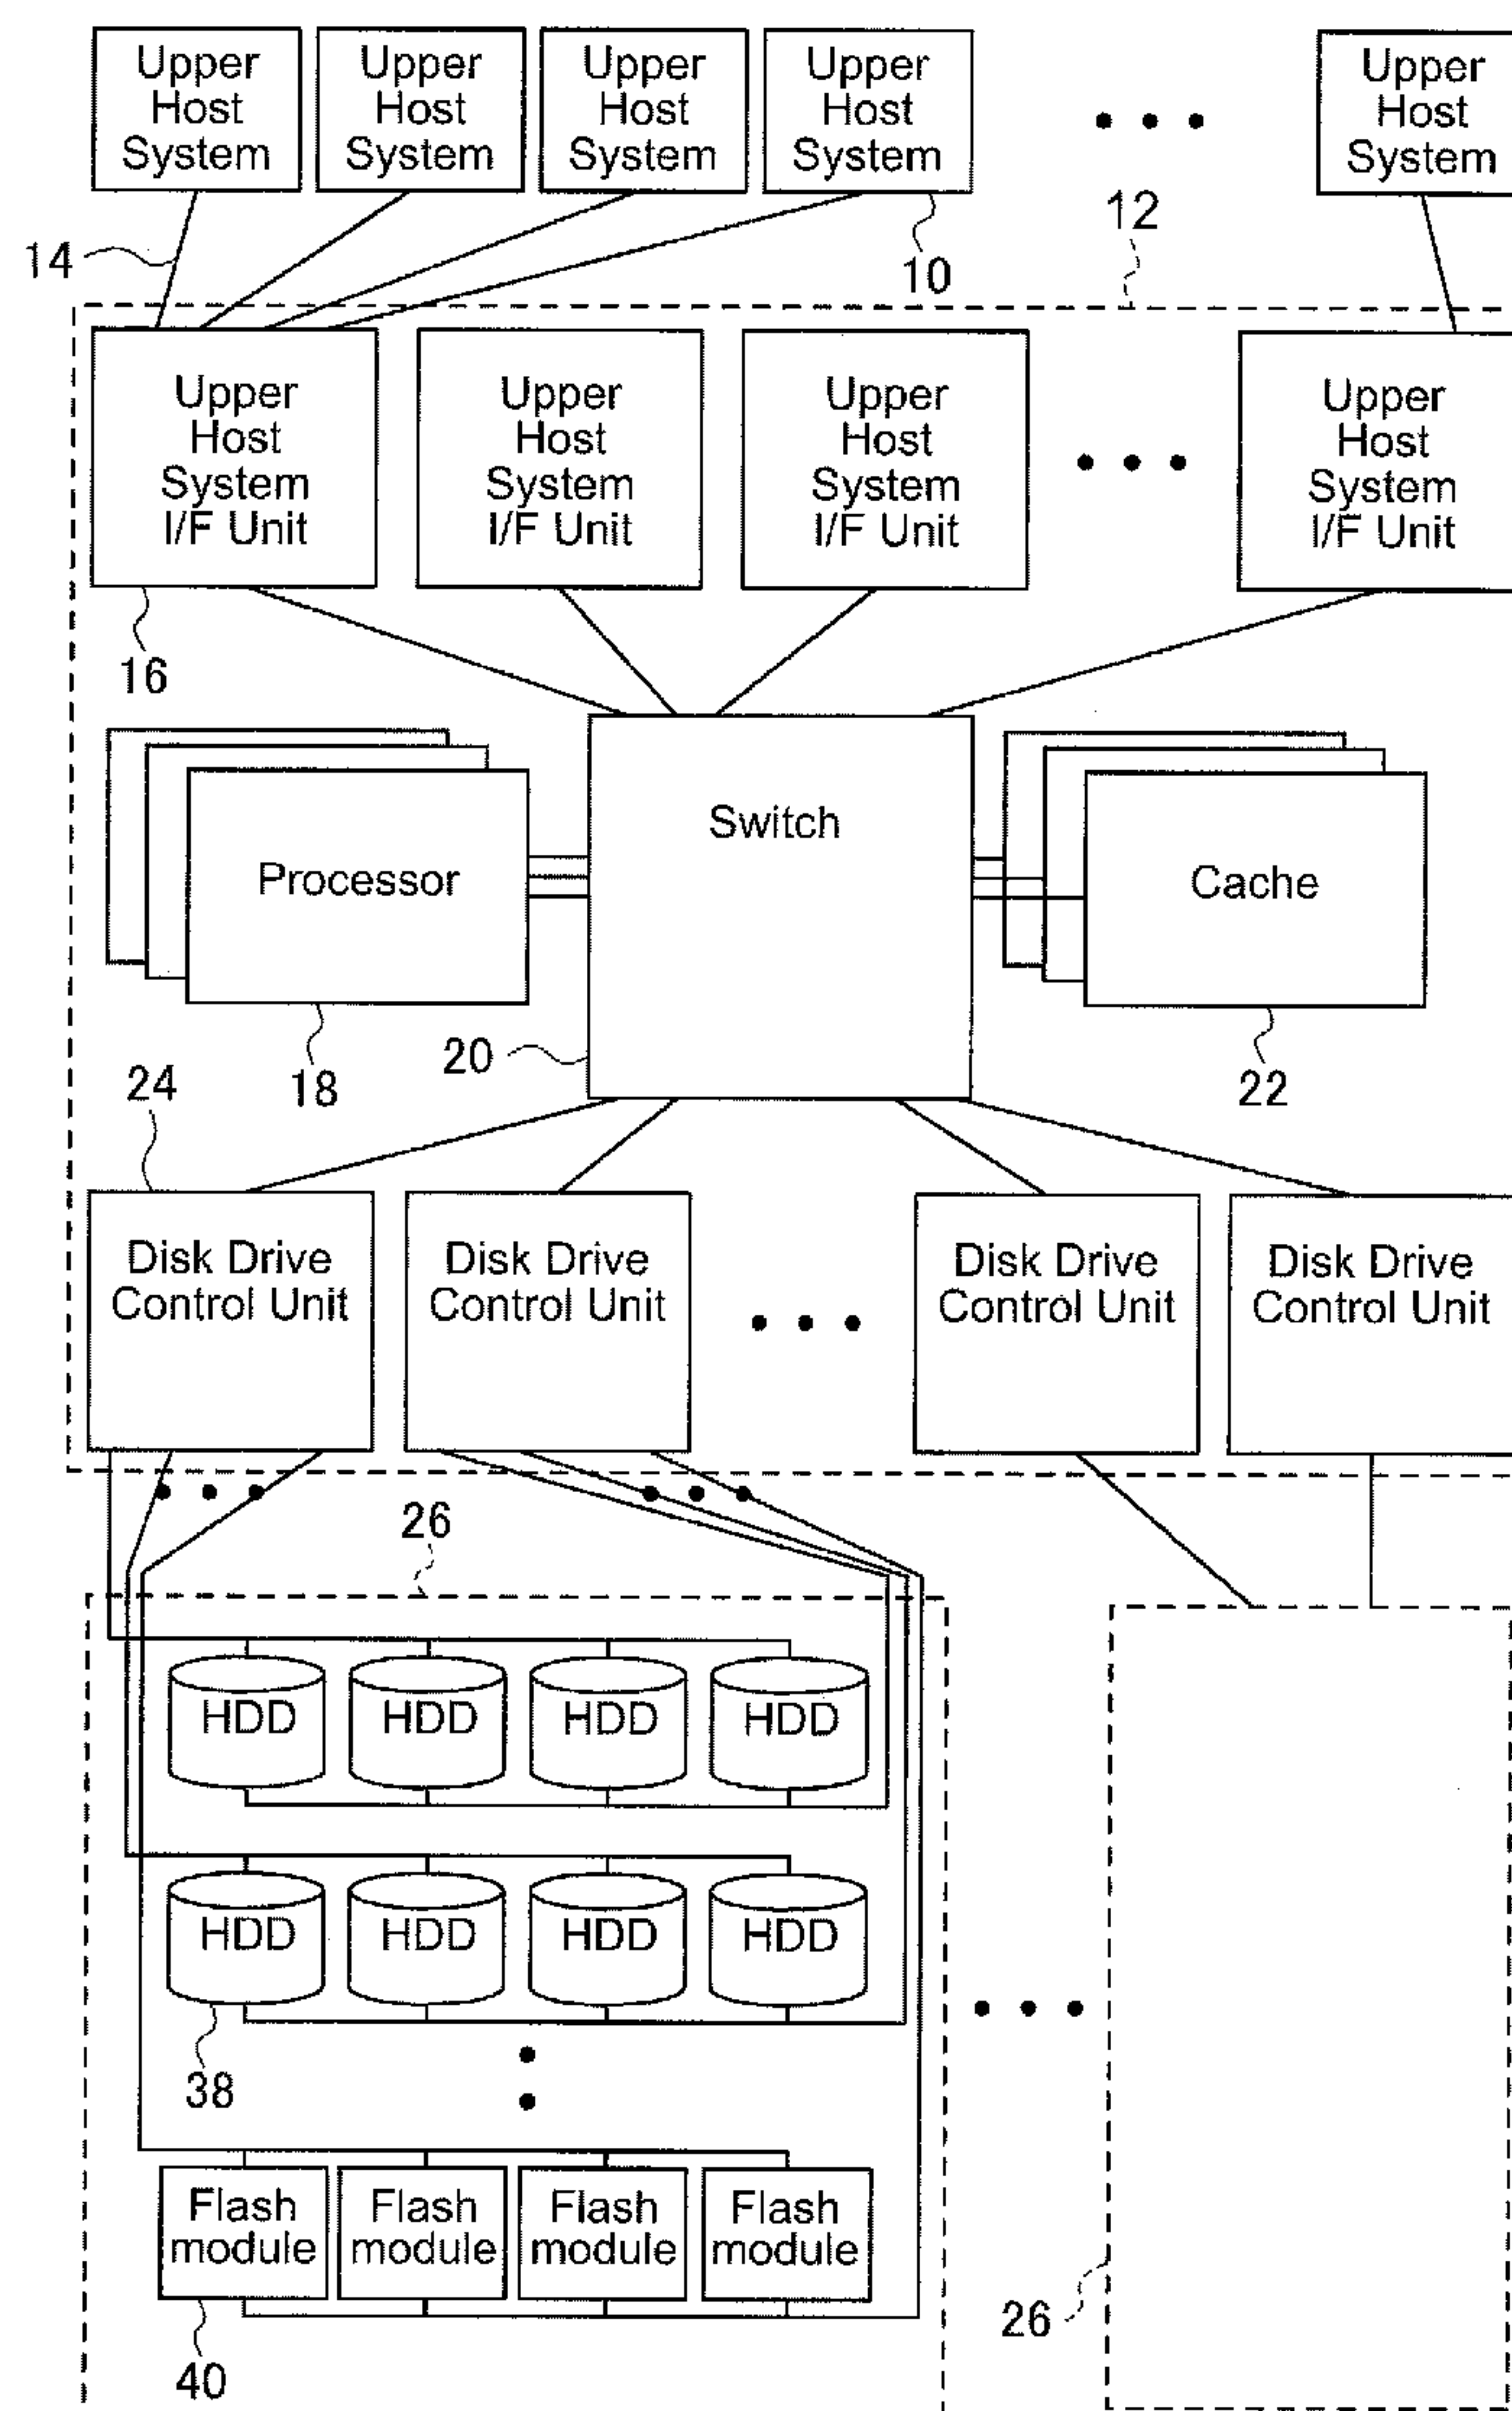 Upper
Host
System
Upper
Host
System
Upper
Host
System
Upper
Host
System
Upper
Host
System
14
10
12
Upper
Host
System
I/F Unit
Upper
Host
System
I/F Unit
Upper
Host
System
I/F Unit
Upper
Host
System
I/F Unit
16
Processor
Switch
Cache
18
20
22
24
Disk Drive
Control Unit
Disk Drive
Control Unit
Disk Drive
Control Unit
Disk Drive
Control Unit
26
HDD
HDD
HDD
HDD
HDD
HDD
HDD
HDD
38
Flash
module
Flash
module
Flash
module
Flash
module
40
26